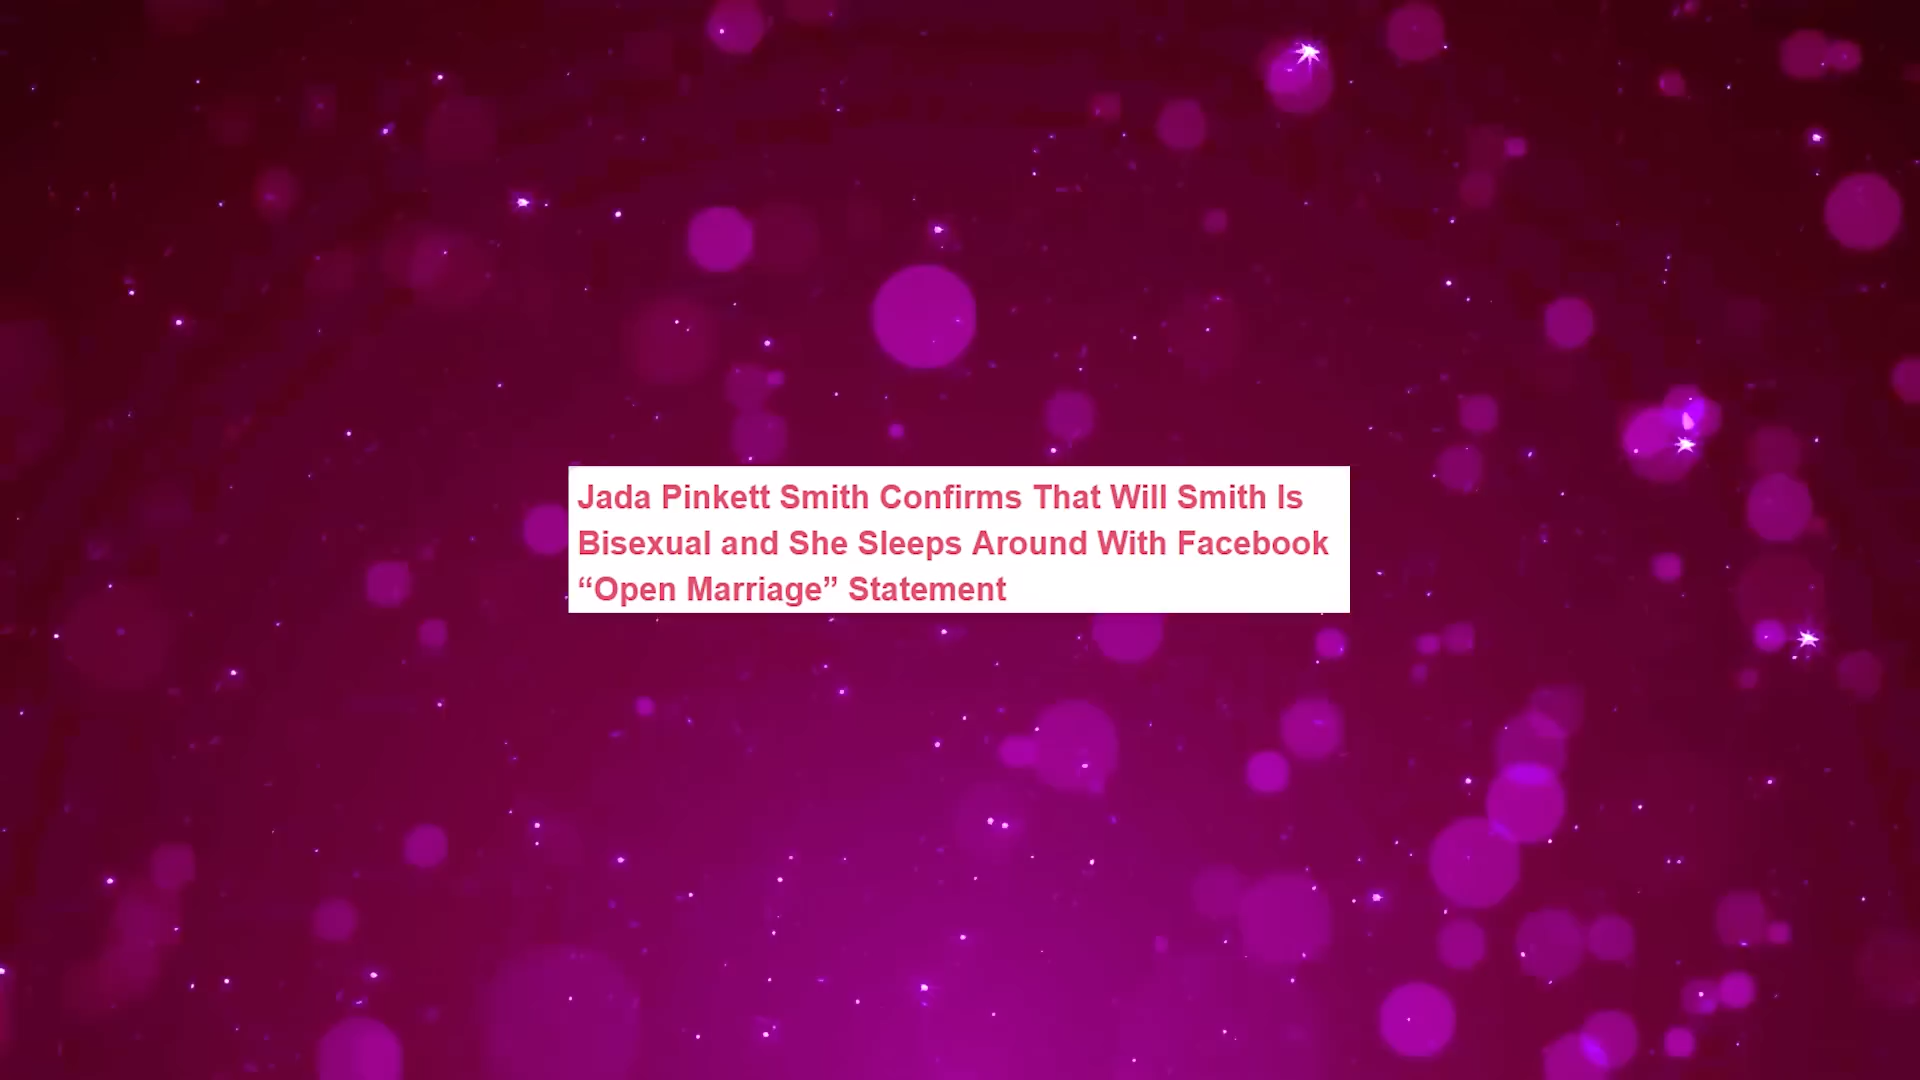 Jada Pinkett Smith Confirms That Will Smith Is
Bisexual and She Sleeps Around With Facebook
“Open Marriage” Statement